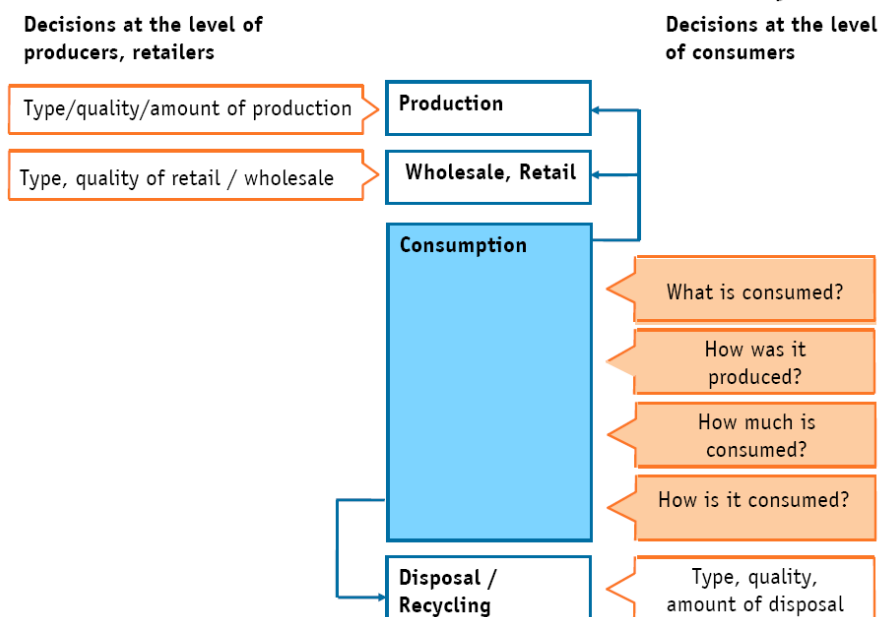 Decisions at the level of
producers, retailers
Decisions at the level
of consumers
Type/quality/amount of production
Production
Type, quality of retail / wholesale
Wholesale, Retail
Consumption
What is consumed?
How was it
produced?
How much is
consumed?
How is it consumed?
Disposal /
Recycling
Type, quality,
amount of disposal